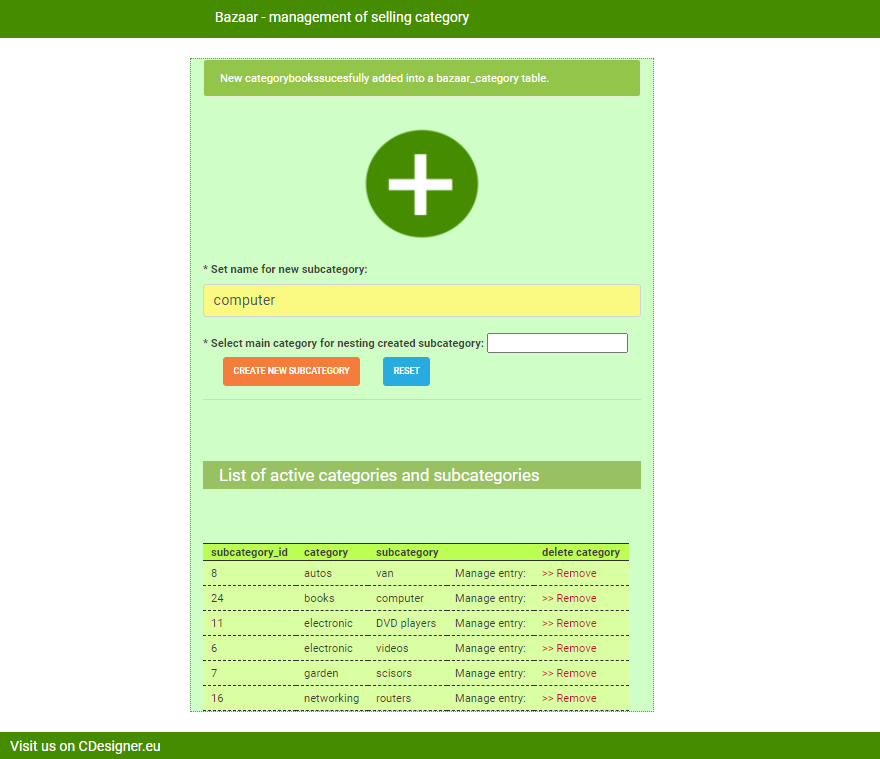 Bazaar - management of selling category
New categorybookssucesfully added into a bazaar_category table.
* Set name for new subcategory:
computer
* Select main category for nesting created subcategory:
CREATE NEW SUBCATEGORY RESET
List of active categories and subcategories
subcategory_id category subcategory delete category
8 autos van Manage entry: >> Remove
24 books computer Manage entry: >> Remove
11 electronic DVD players Manage entry: >> Remove
6 electronic videos Manage entry: >> Remove
7 garden scisors Manage entry: >> Remove
16 networking routers Manage entry: >> Remove
Visit us on CDesigner.eu